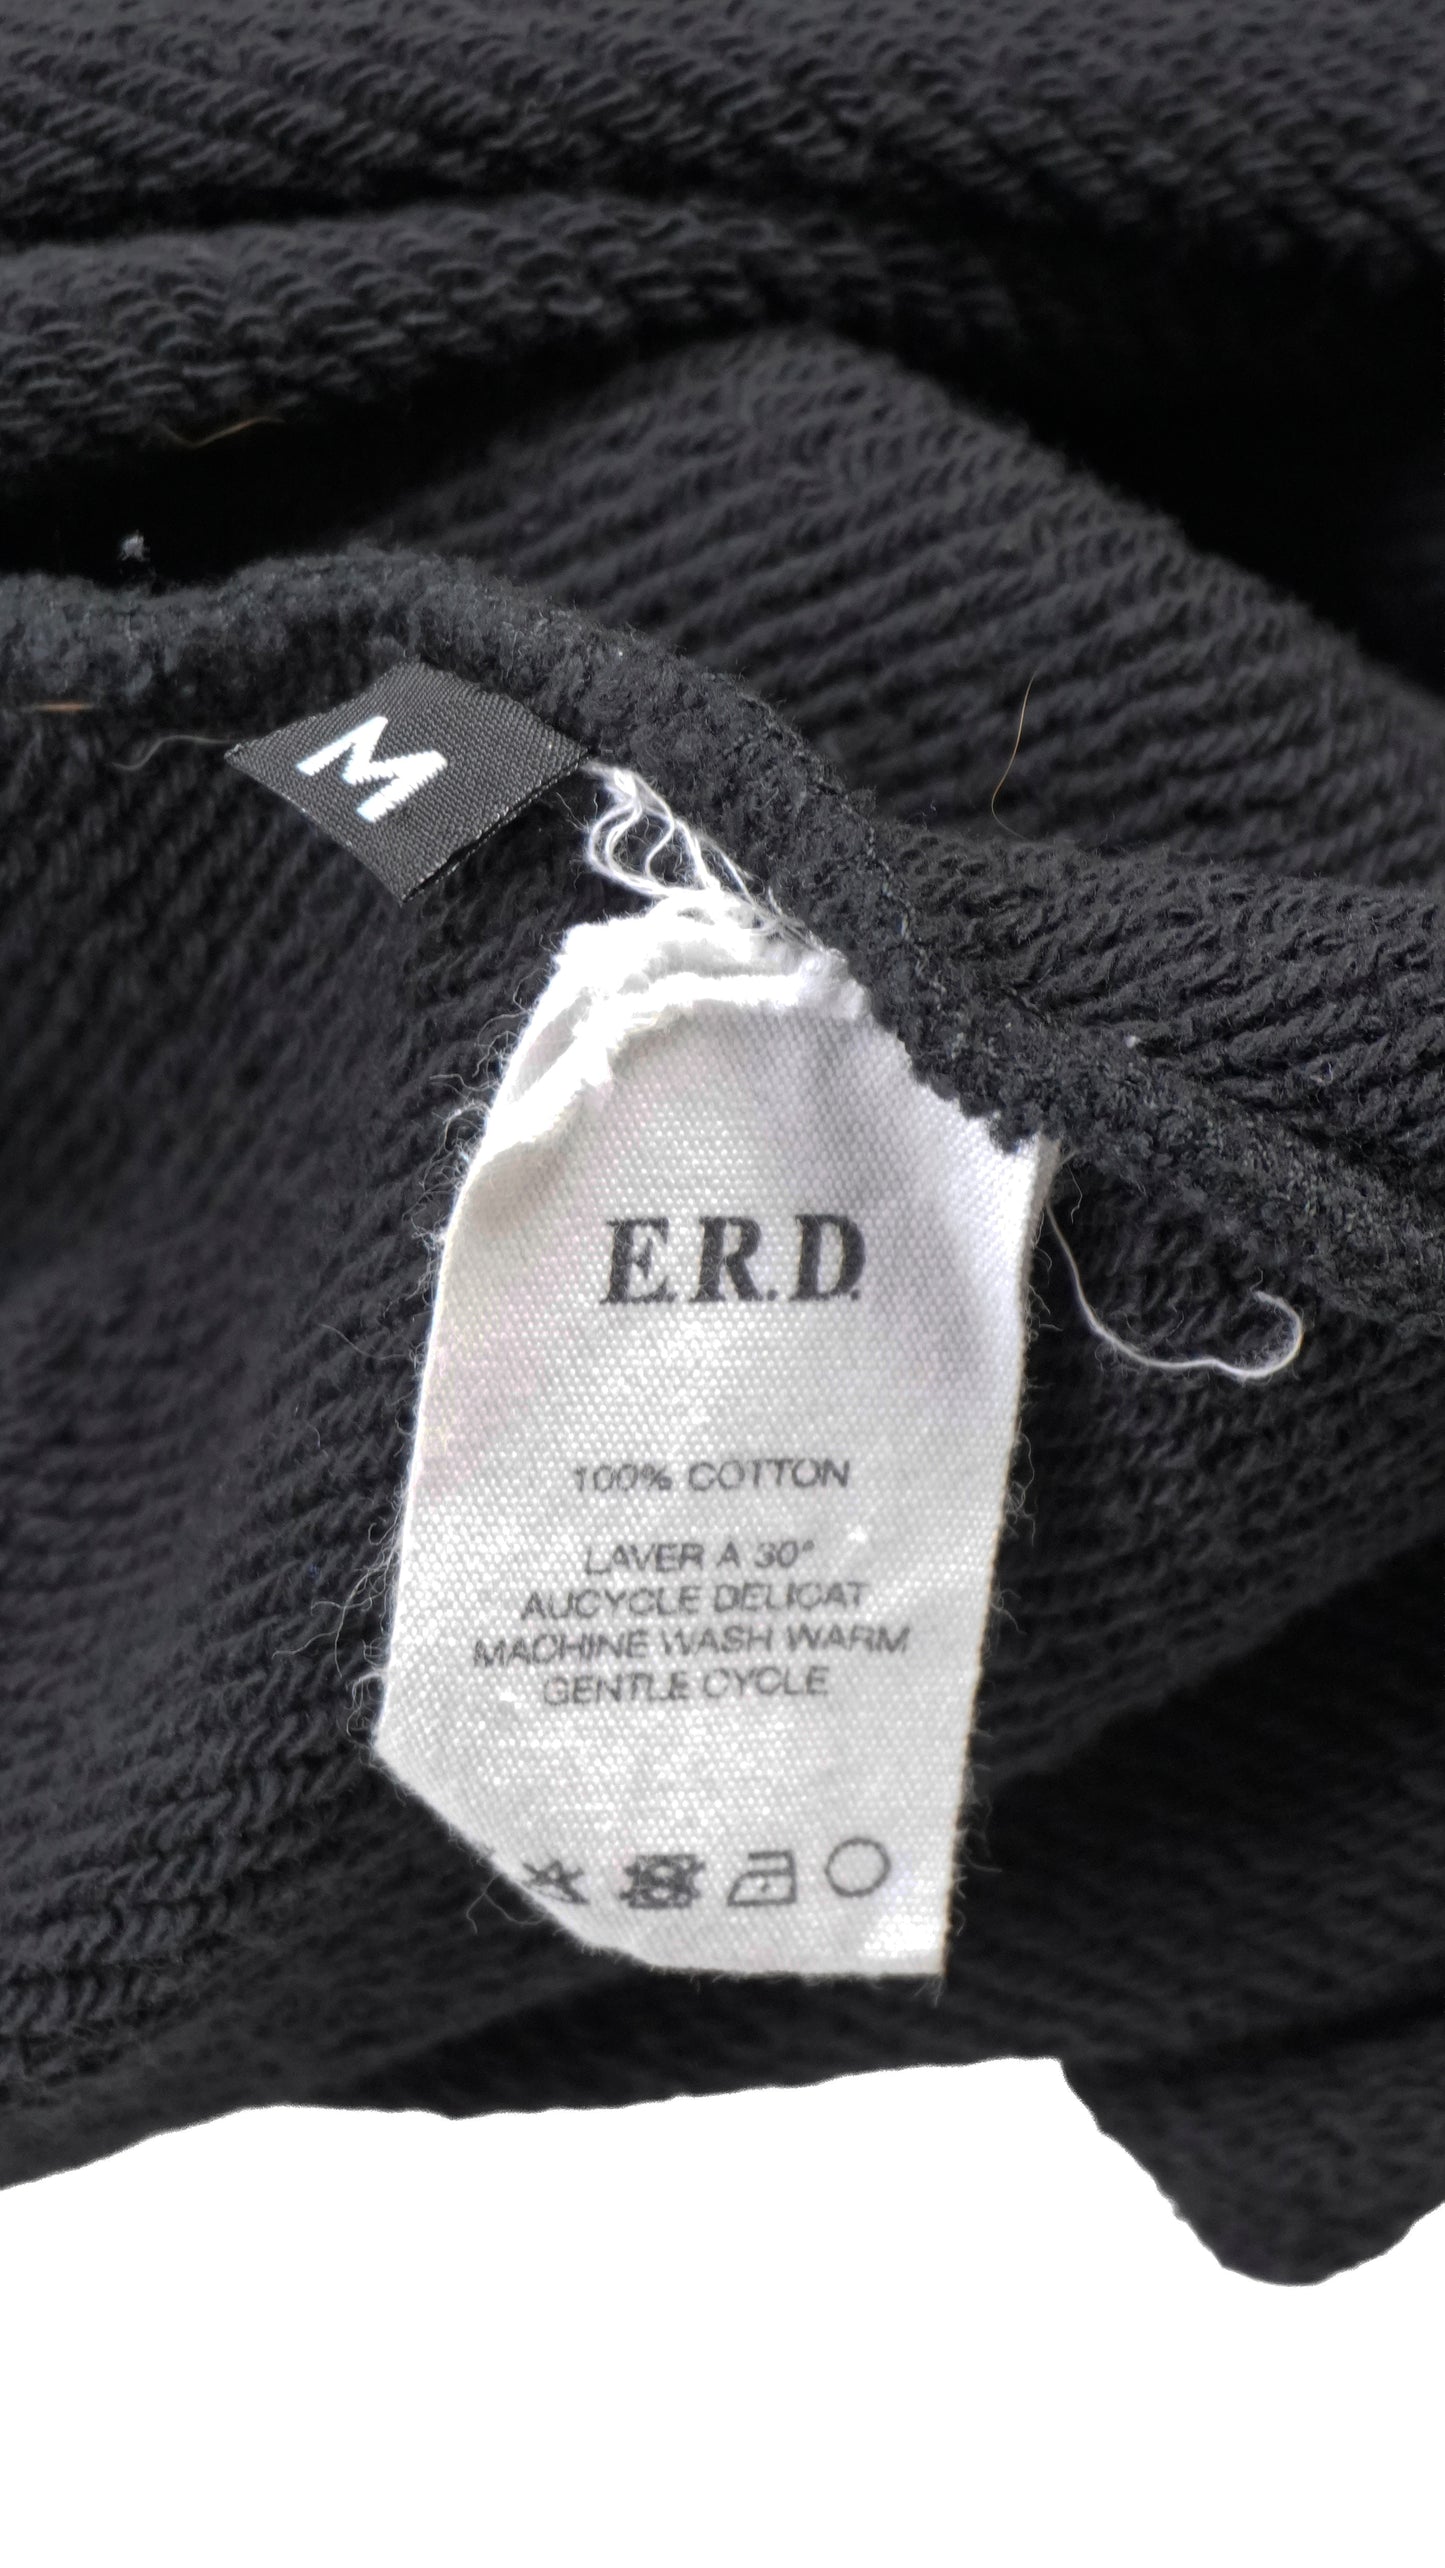 M
E.R.D.
100% COTTON
LAVER A 30°
AUCYCLE DELICAT
MACHINE WASH WARM
GENTLE CYCLE